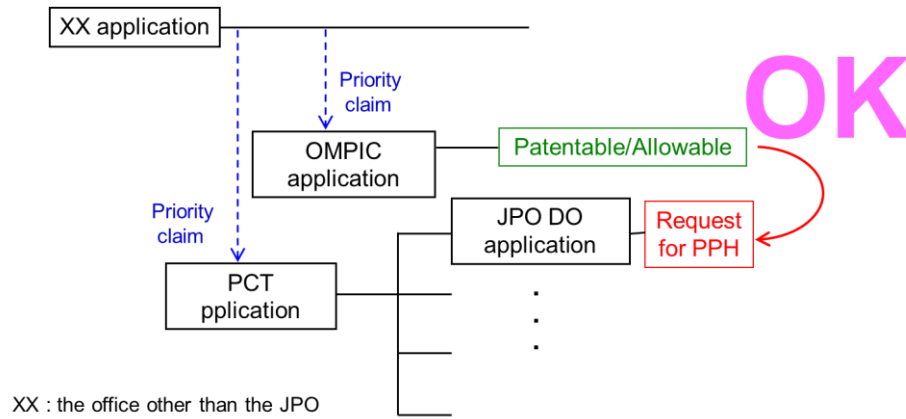 XX application
OK
Priority
claim
OMPIC
application
Patentable/Allowable
Priority
claim
JPO DO
application
Request
for PPH
PCT
pplication
XX : the office other than the JPO